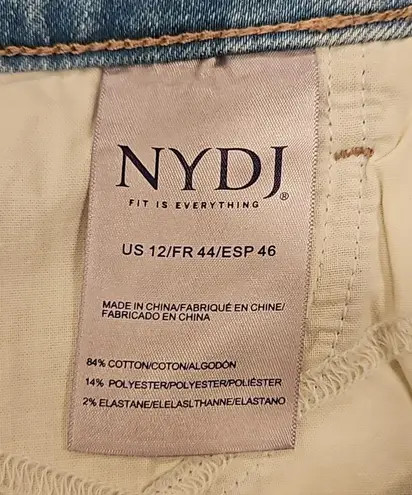 NYDJ®
FIT IS EVERYTHING
US 12/FR 44/ESP 46
MADE IN CHINA/FABRIQUÉ EN CHINE/
FABRICADO EN CHINA
84% COTTON/COTON/ALGODÓN
14% POLYESTER/POLYESTER/POLIÉSTER
2% ELASTANE/ELELASLTHANNE/ELASTANO